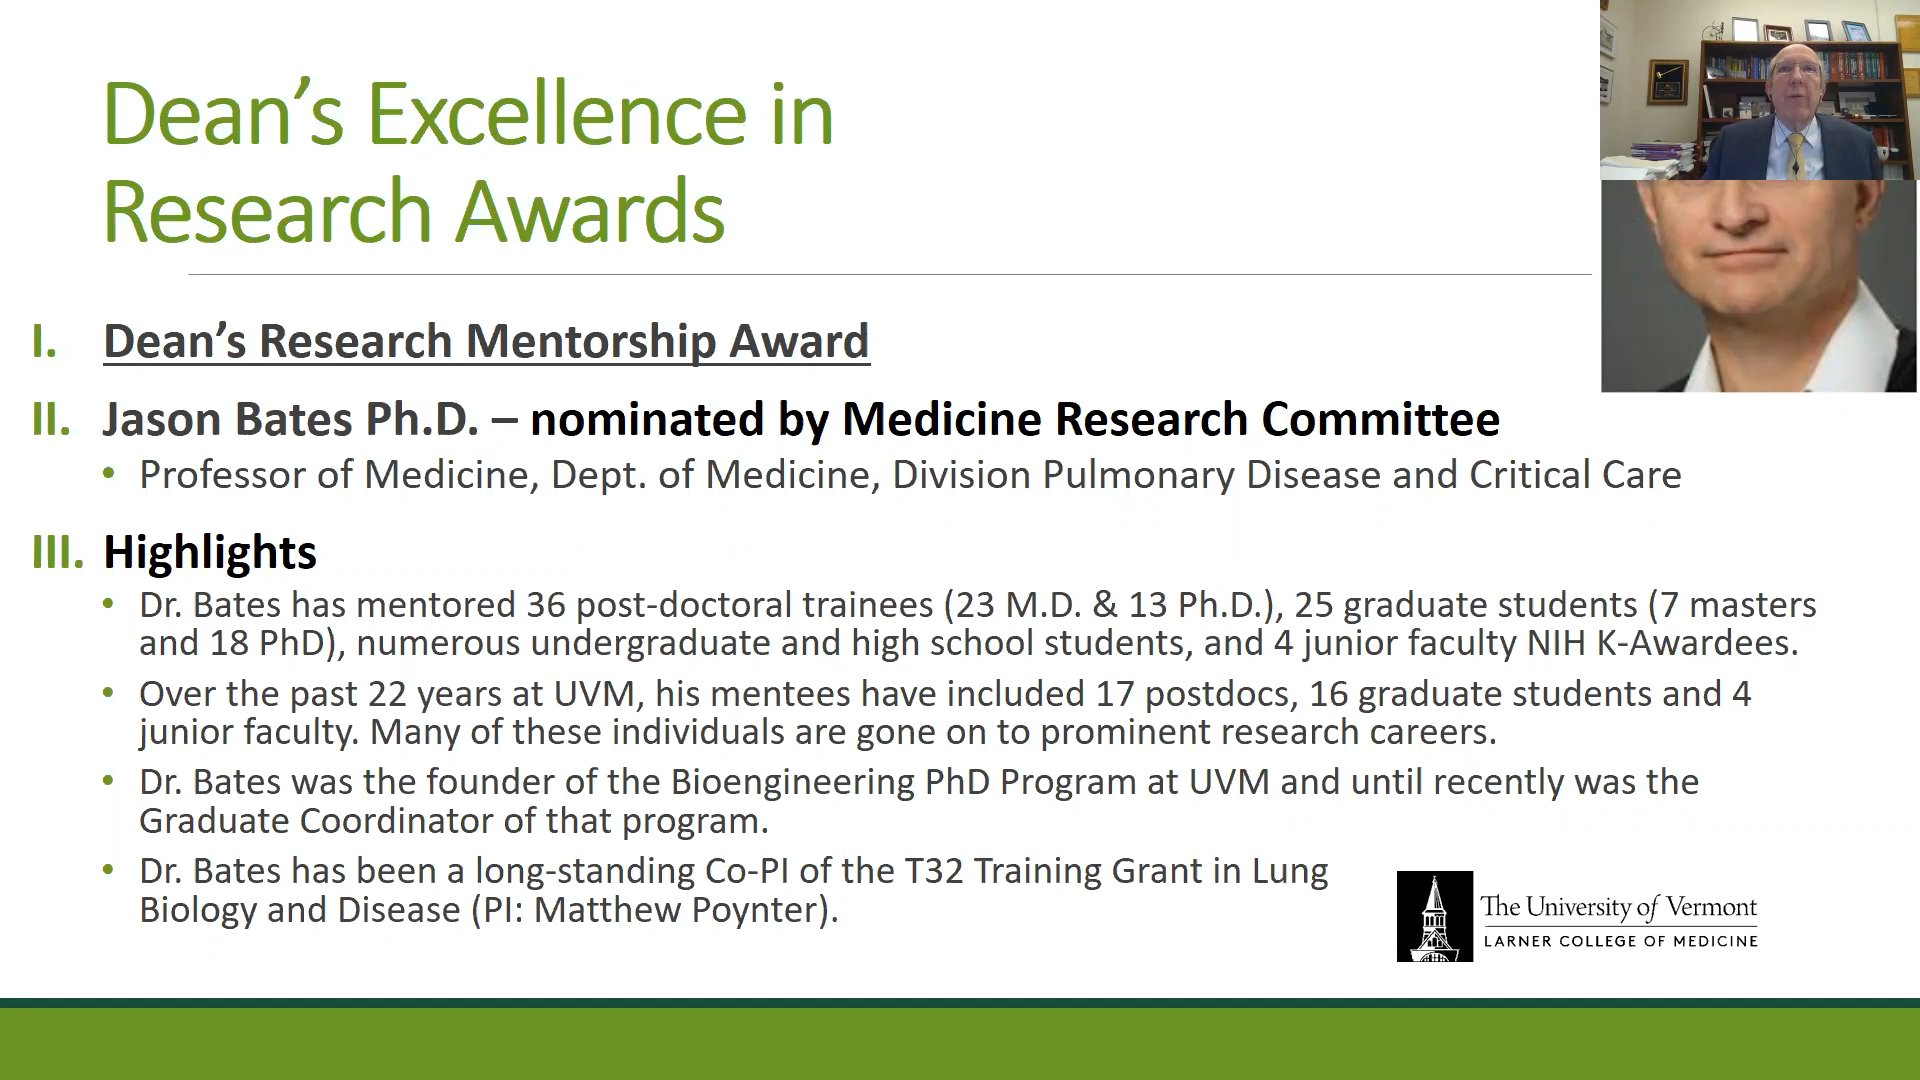 Dean’s Excellence in
Research Awards
I. Dean’s Research Mentorship Award
II. Jason Bates Ph.D. – nominated by Medicine Research Committee
• Professor of Medicine, Dept. of Medicine, Division Pulmonary Disease and Critical Care
III. Highlights
• Dr. Bates has mentored 36 post-doctoral trainees (23 M.D. & 13 Ph.D.), 25 graduate students (7 masters
and 18 PhD), numerous undergraduate and high school students, and 4 junior faculty NIH K-Awardees.
• Over the past 22 years at UVM, his mentees have included 17 postdocs, 16 graduate students and 4
junior faculty. Many of these individuals are gone on to prominent research careers.
• Dr. Bates was the founder of the Bioengineering PhD Program at UVM and until recently was the
Graduate Coordinator of that program.
• Dr. Bates has been a long-standing Co-PI of the T32 Training Grant in Lung
Biology and Disease (PI: Matthew Poynter).
The University of Vermont
LARNER COLLEGE OF MEDICINE